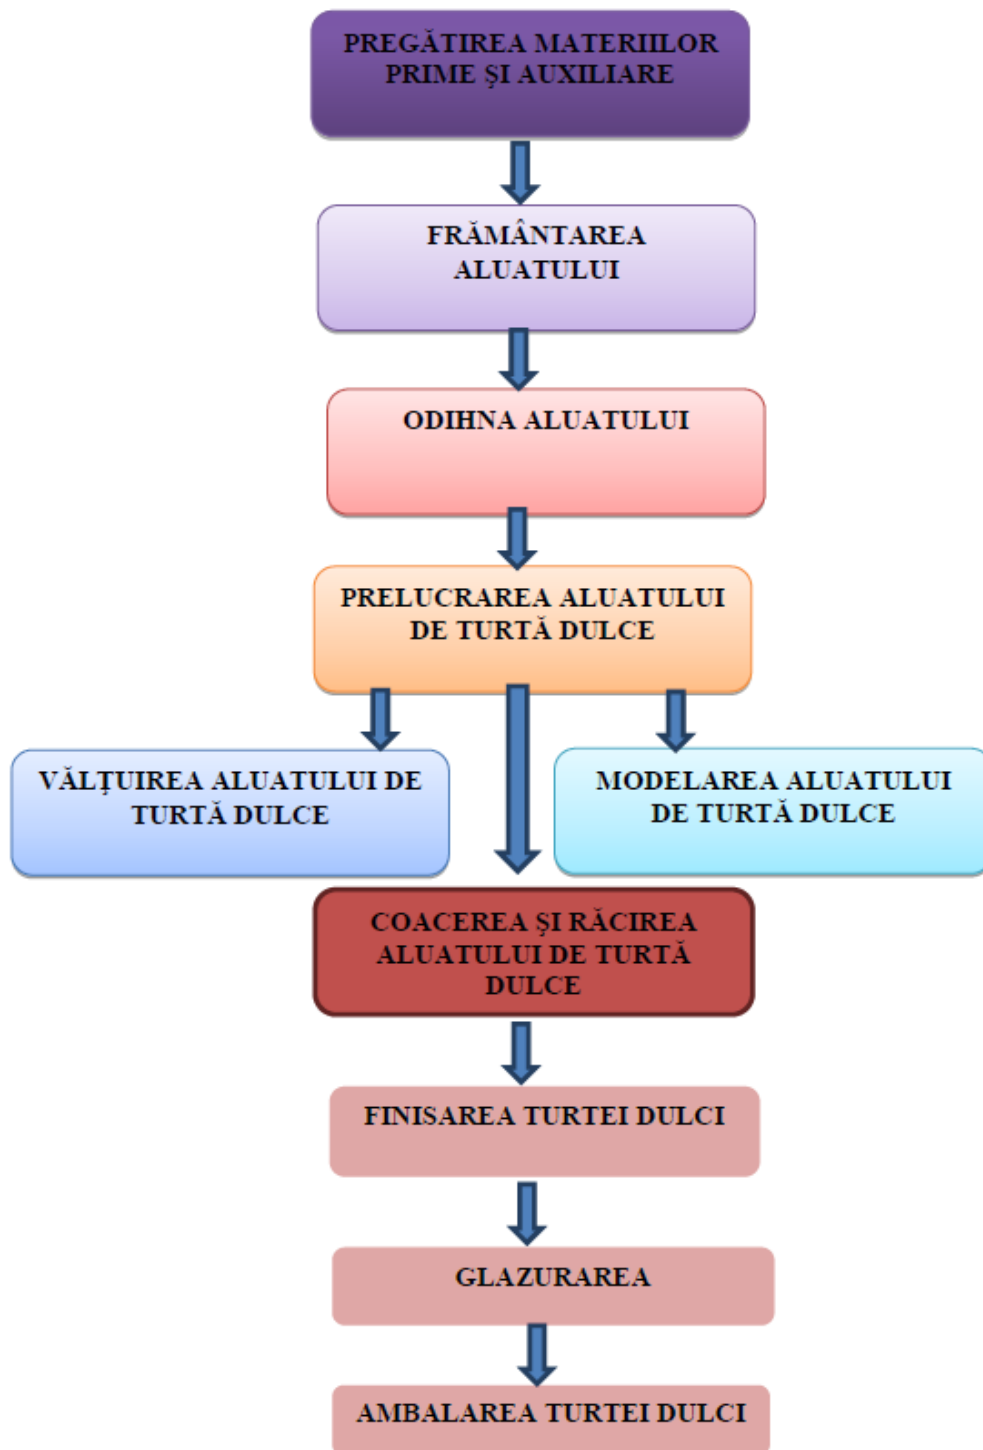 PREGĂTIREA MATERIILOR
PRIME ŞI AUXILIARE
FRĂMÂNTAREA
ALUATULUI
ODIHNA ALUATULUI
PRELUCRAREA ALUATULUI
DE TURTĂ DULCE
VĂLŢUIREA ALUATULUI DE
TURTĂ DULCE
MODELAREA ALUATULUI
DE TURTĂ DULCE
COACEREA ŞI RĂCIREA
ALUATULUI DE TURTĂ
DULCE
FINISAREA TURTEI DULCI
GLAZURAREA
AMBALAREA TURTEI DULCI